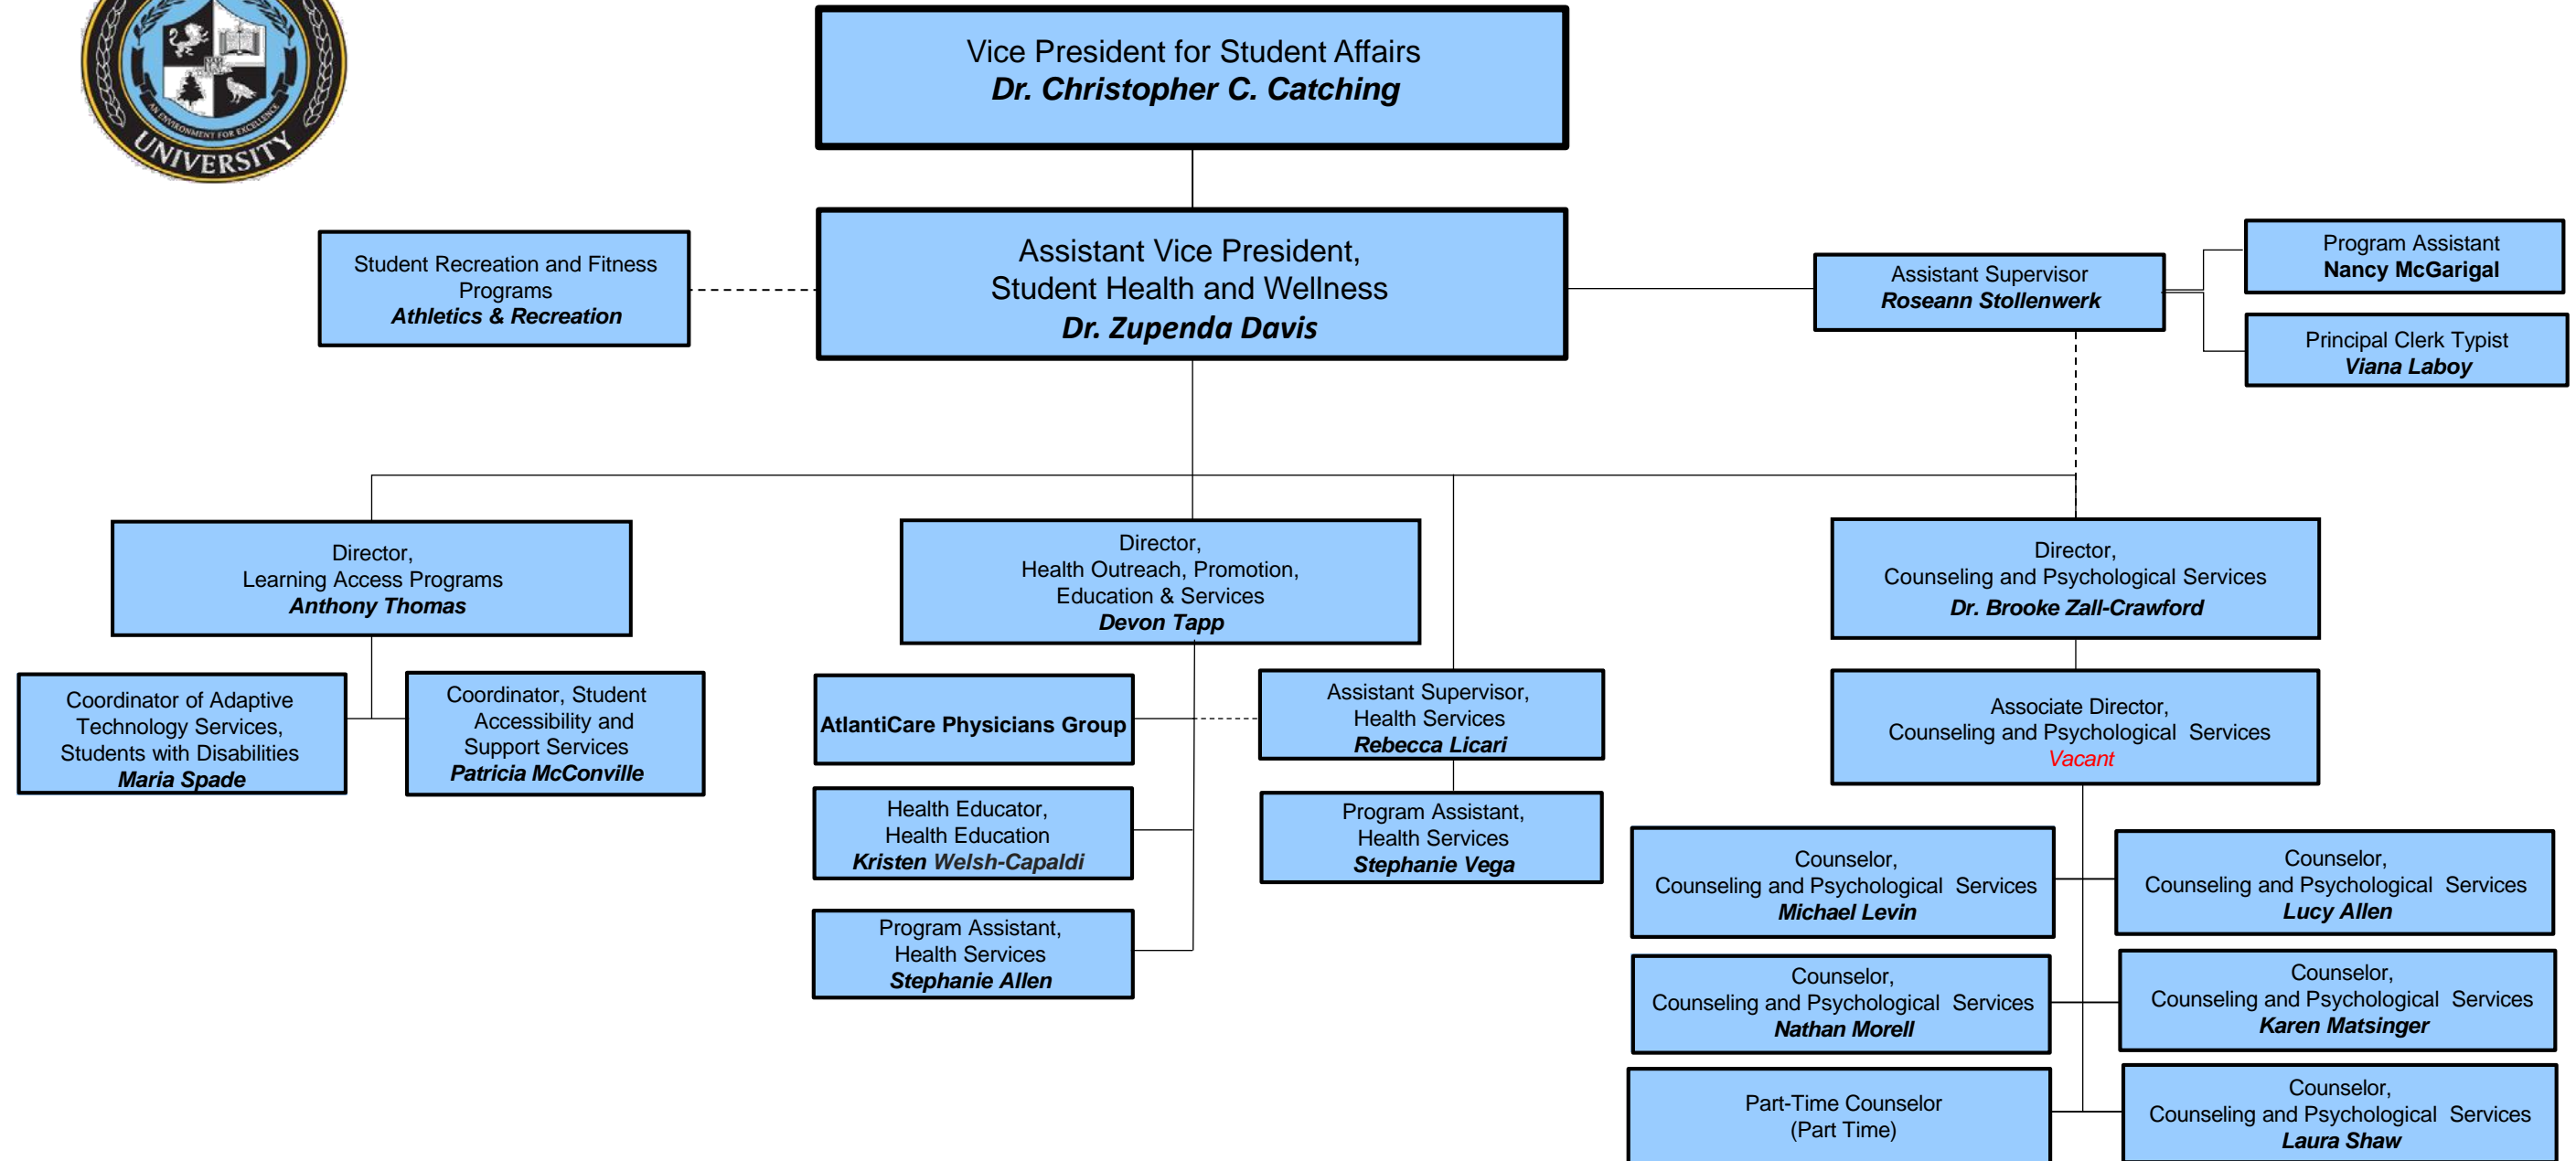 AN ENVIRONMENT FOR EXCELLENCE
UNIVERSITY
Vice President for Student Affairs
Dr. Christopher C. Catching
Student Recreation and Fitness
Programs
Athletics & Recreation
Assistant Vice President,
Student Health and Wellness
Dr. Zupenda Davis
Assistant Supervisor
Roseann Stollenwerk
Program Assistant
Nancy McGarigal
Principal Clerk Typist
Viana Laboy
Director,
Learning Access Programs
Anthony Thomas
Director,
Health Outreach, Promotion,
Education & Services
Devon Tapp
Director,
Counseling and Psychological Services
Dr. Brooke Zall-Crawford
Coordinator of Adaptive
Technology Services,
Students with Disabilities
Maria Spade
Coordinator, Student
Accessibility and
Support Services
Patricia McConville
AtlantiCare Physicians Group
Assistant Supervisor,
Health Services
Rebecca Licari
Associate Director,
Counseling and Psychological Services
Vacant
Health Educator,
Health Education
Kristen Welsh-Capaldi
Program Assistant,
Health Services
Stephanie Vega
Program Assistant,
Health Services
Stephanie Allen
Counselor,
Counseling and Psychological Services
Michael Levin
Counselor,
Counseling and Psychological Services
Lucy Allen
Counselor,
Counseling and Psychological Services
Nathan Morell
Counselor,
Counseling and Psychological Services
Karen Matsinger
Part-Time Counselor
(Part Time)
Counselor,
Counseling and Psychological Services
Laura Shaw